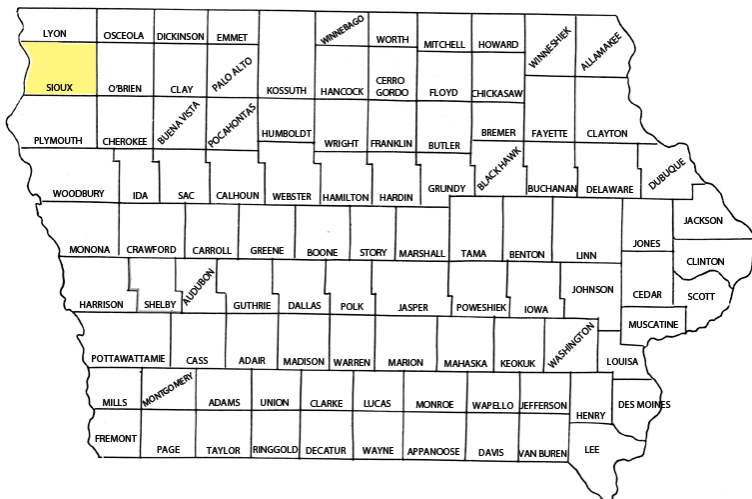 LYON OSCEOLA DICKINSON EMMET WINNEBAGO WORTH MITCHELL HOWARD WINNESHIEK ALLAMAKEE
SIOUX O'BRIEN CLAY PALO ALTO KOSSUTH HANCOCK CERRO GORDO FLOYD CHICKASAW
PLYMOUTH CHEROKEE BUENA VISTA POCAHONTAS HUMBOLDT WRIGHT FRANKLIN BUTLER BREMER FAYETTE CLAYTON
WOODBURY IDA SAC CALHOUN WEBSTER HAMILTON HARDIN GRUNDY BLACK HAWK BUCHANAN DELAWARE DUBUQUE
MONONA CRAWFORD CARROLL GREENE BOONE STORY MARSHALL TAMA BENTON LINN JONES JACKSON
CLINTON
HARRISON SHELBY AUDUBON GUTHRIE DALLAS POLK JASPER POWESHIEK IOWA JOHNSON CEDAR SCOTT
MUSCATINE
POTTAWATTAMIE CASS ADAIR MADISON WARREN MARION MAHASKA KEOKUK WASHINGTON LOUISA
MILLS MONTGOMERY ADAMS UNION CLARKE LUCAS MONROE WAPELLO JEFFERSON HENRY DES MOINES
FREMONT PAGE TAYLOR RINGGOLD DECATUR WAYNE APPANOOSE DAVIS VAN BUREN LEE